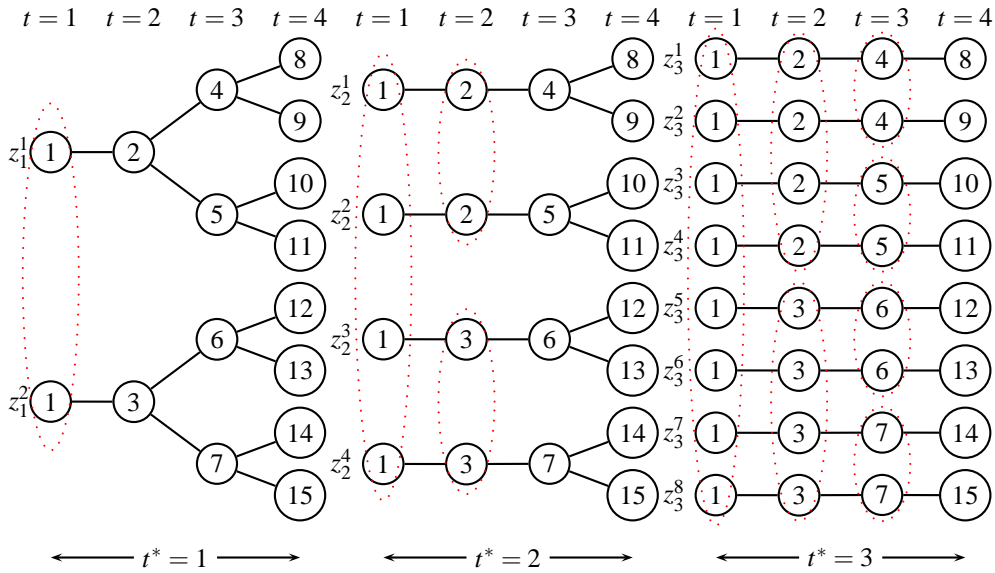 t = 1 t = 2 t = 3 t = 4 t = 1 t = 2 t = 3 t = 4 t = 1 t = 2 t = 3 t = 4
8 8 z_3^1 1 2 4 8
4 z_2^1 1 2 4
9 9 z_3^2 1 2 4 9
z_1^1 1 2
10 10 z_3^3 1 2 5 10
5 z_2^2 1 2 5
11 11 z_3^4 1 2 5 11
12 12 z_3^5 1 3 6 12
6 z_2^3 1 3 6
13 13 z_3^6 1 3 6 13
z_1^2 1 3
14 14 z_3^7 1 3 7 14
7 z_2^4 1 3 7
15 15 z_3^8 1 3 7 15
t* = 1 t* = 2 t* = 3